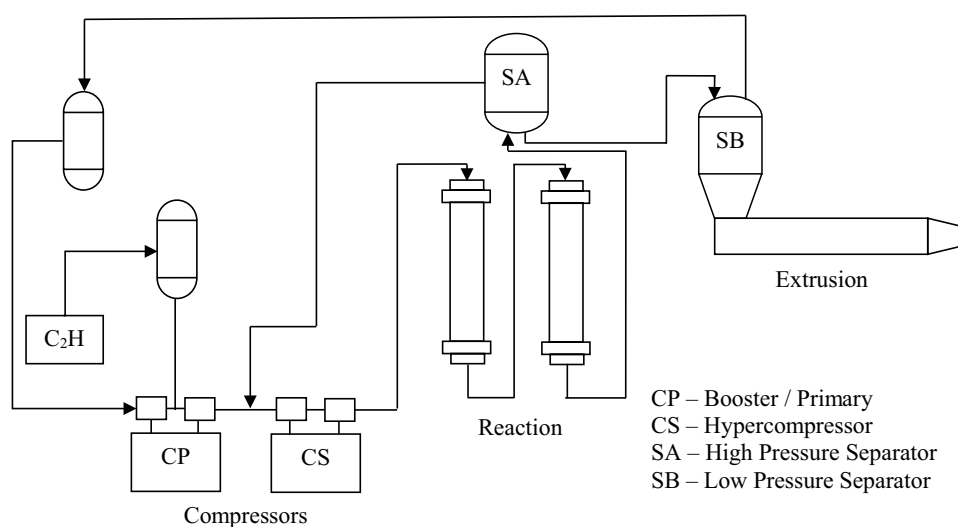 SA
SB
Extrusion
C₂H
CP – Booster / Primary
CS – Hypercompressor
SA – High Pressure Separator
SB – Low Pressure Separator
Reaction
CP
CS
Compressors